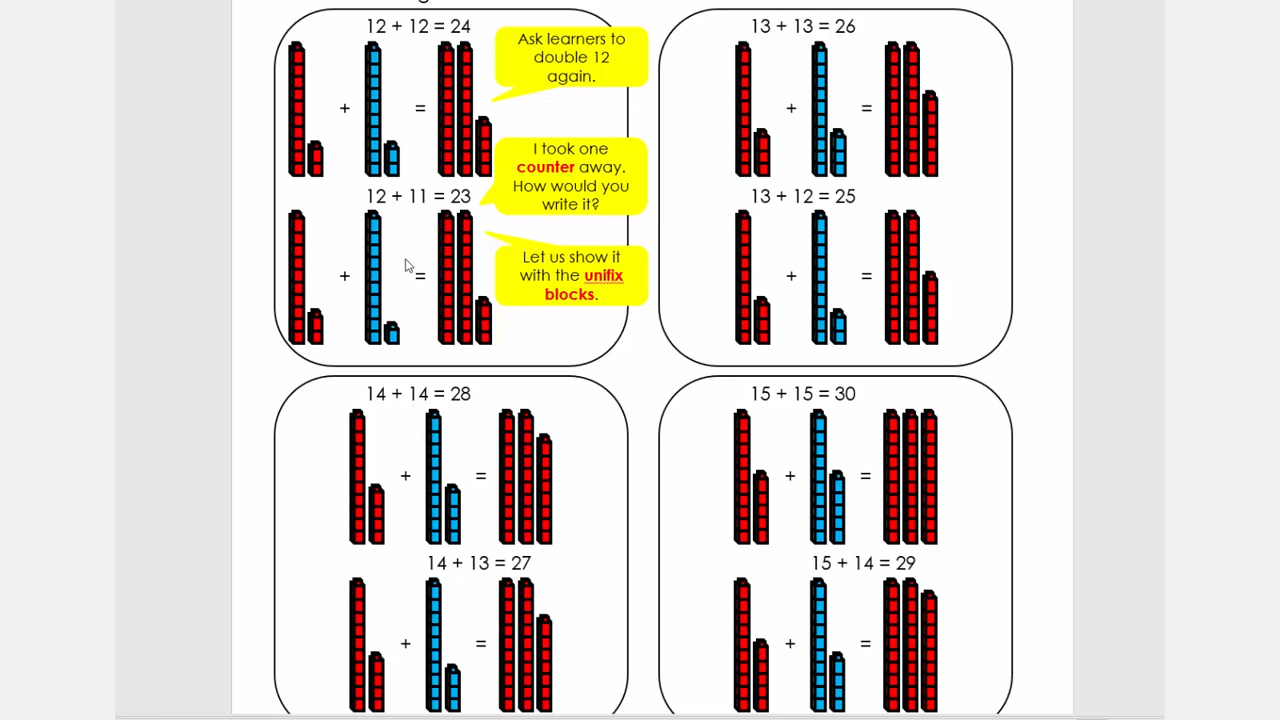 12 + 12 = 24
Ask learners to
double 12
again.
+
=
I took one
counter away.
How would you
write it?
12 + 11 = 23
+
=
Let us show it
with the unifix
blocks.
13 + 13 = 26
+
=
13 + 12 = 25
+
=
14 + 14 = 28
+
=
14 + 13 = 27
+
=
15 + 15 = 30
+
=
15 + 14 = 29
+
=